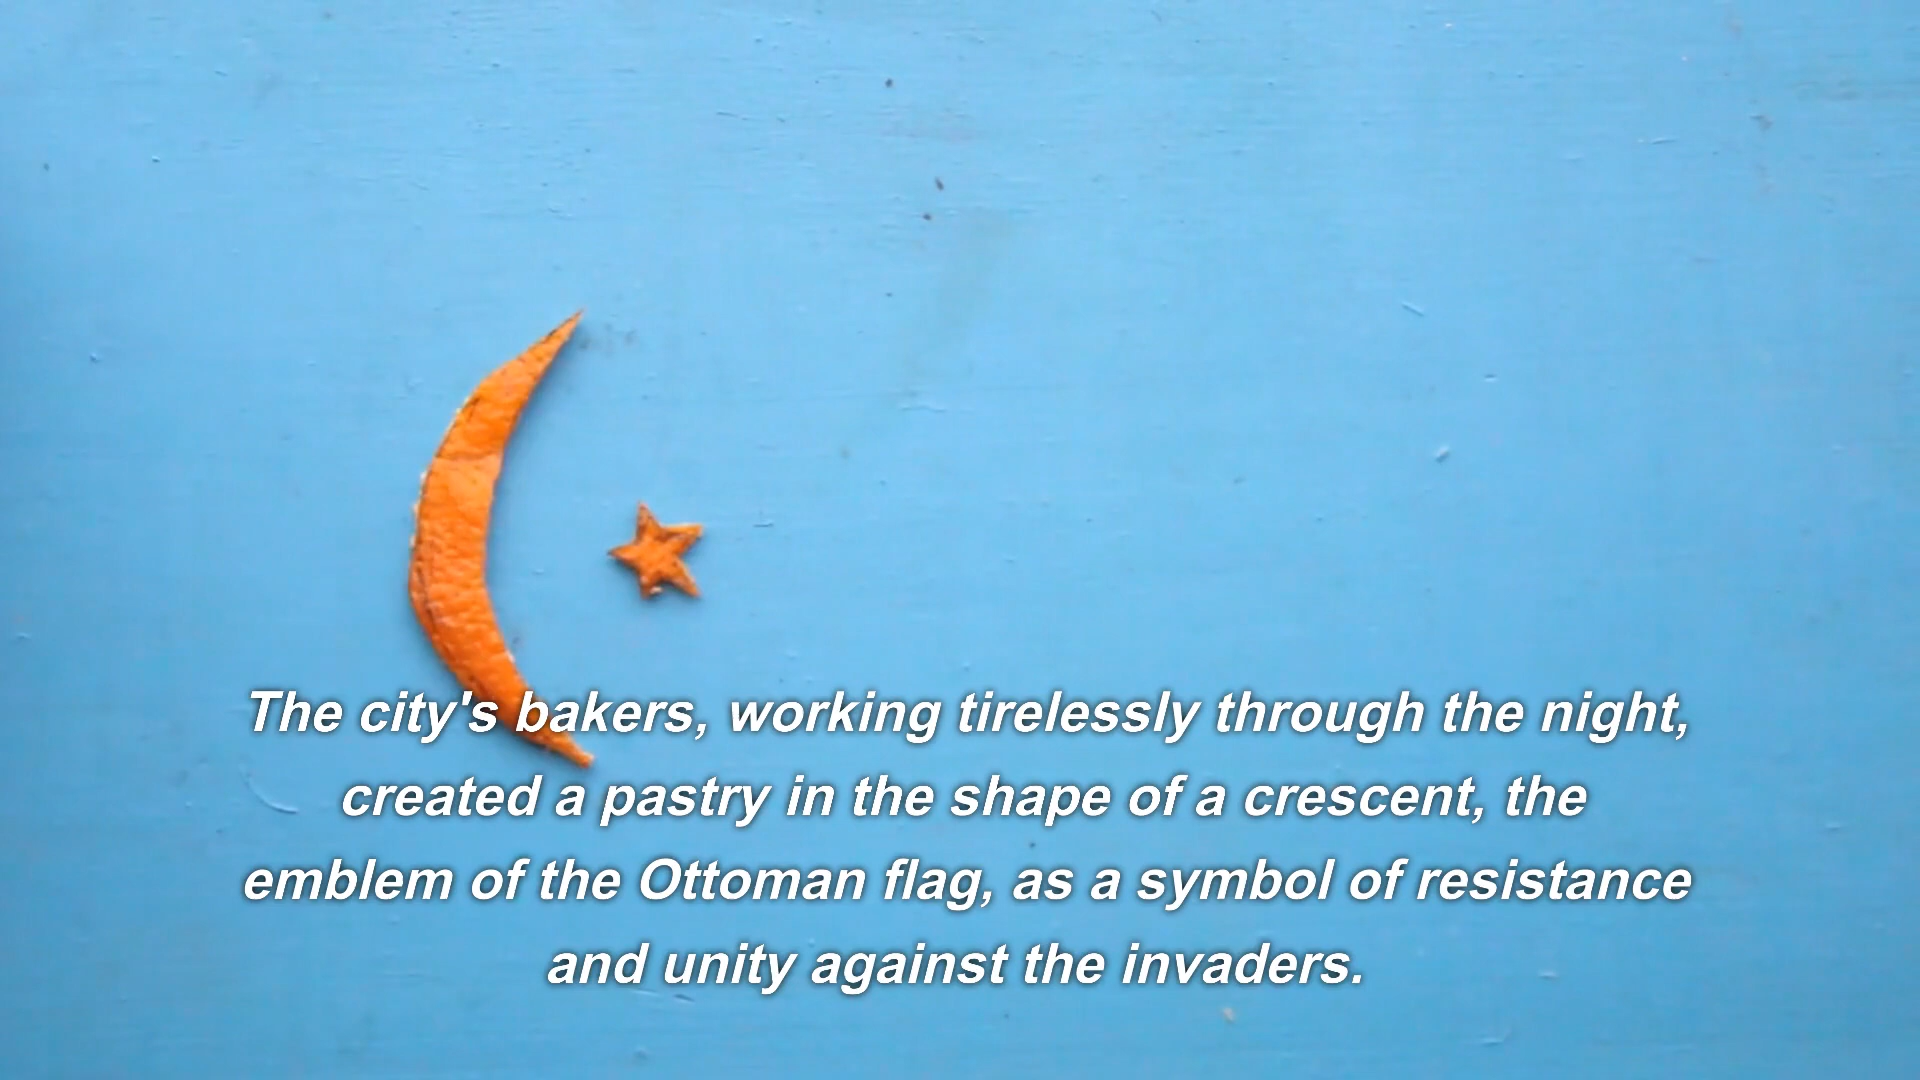 The city's bakers, working tirelessly through the night,
created a pastry in the shape of a crescent, the
emblem of the Ottoman flag, as a symbol of resistance
and unity against the invaders.